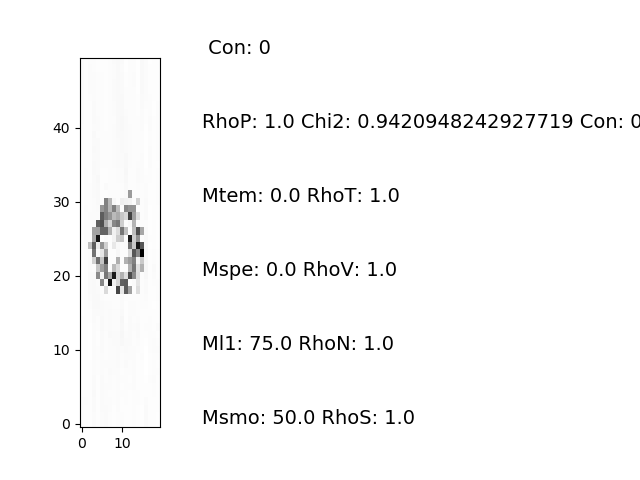 Con: 0
RhoP: 1.0 Chi2: 0.9420948242927719 Con: 0
Mtem: 0.0 RhoT: 1.0
Mspe: 0.0 RhoV: 1.0
Ml1: 75.0 RhoN: 1.0
Msmo: 50.0 RhoS: 1.0
40
30
20
10
0
0 10